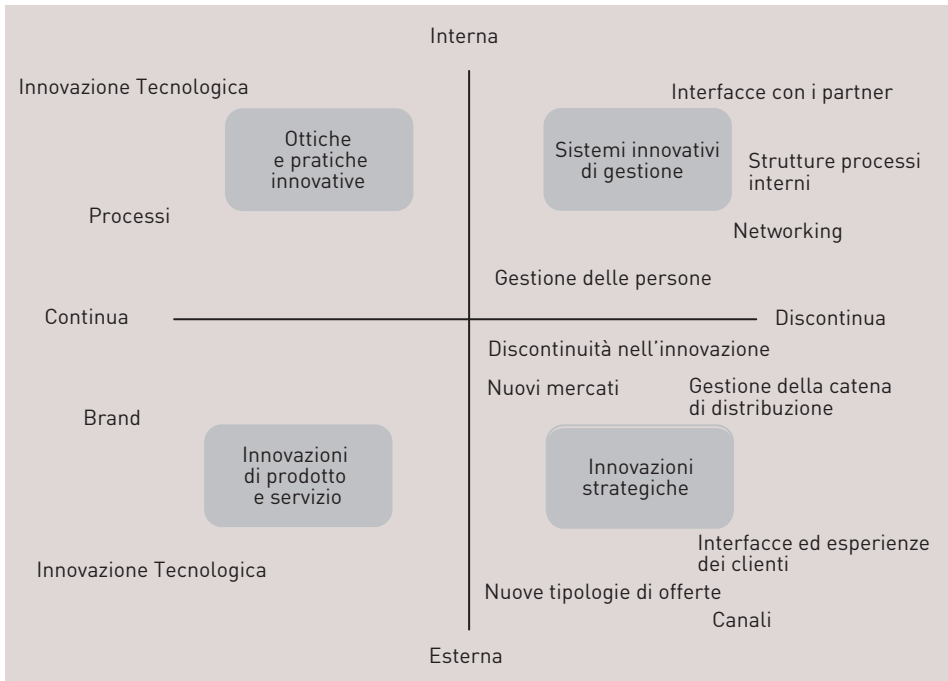 Interna
Innovazione Tecnologica
Interfacce con i partner
Ottiche
e pratiche
innovative
Sistemi innovativi
di gestione
Strutture processi
interni
Processi
Networking
Gestione delle persone
Continua
Discontinua
Discontinuità nell'innovazione
Nuovi mercati
Gestione della catena
di distribuzione
Brand
Innovazioni
di prodotto
e servizio
Innovazioni
strategiche
Interfacce ed esperienze
dei clienti
Innovazione Tecnologica
Nuove tipologie di offerte
Canali
Esterna